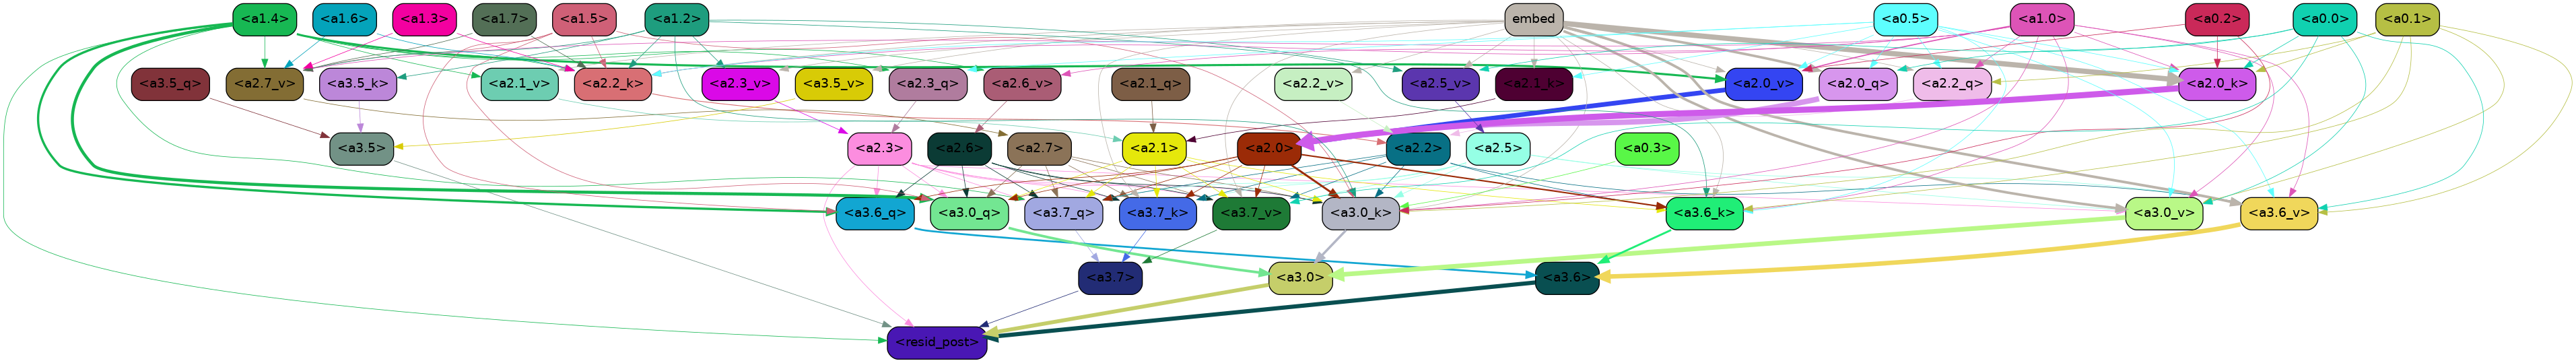 <a1.4> <a1.6> <a1.3> <a1.7> <a1.5> <a1.2> embed <a0.5> <a1.0> <a0.2> <a0.0> <a0.1>
<a3.5_q> <a2.7_v> <a3.5_k> <a2.1_v> <a2.2_k> <a2.3_v> <a3.5_v> <a2.3_q> <a2.6_v> <a2.1_q> <a2.2_v> <a2.5_v> <a2.1_k> <a2.0_v> <a2.0_q> <a2.2_q> <a2.0_k>
<a3.5> <a2.3> <a2.6> <a2.7> <a2.1> <a2.0> <a2.2> <a2.5> <a0.3>
<a3.6_q> <a3.0_q> <a3.7_q> <a3.7_k> <a3.7_v> <a3.0_k> <a3.6_k> <a3.0_v> <a3.6_v>
<a3.7> <a3.0> <a3.6>
<resid_post>